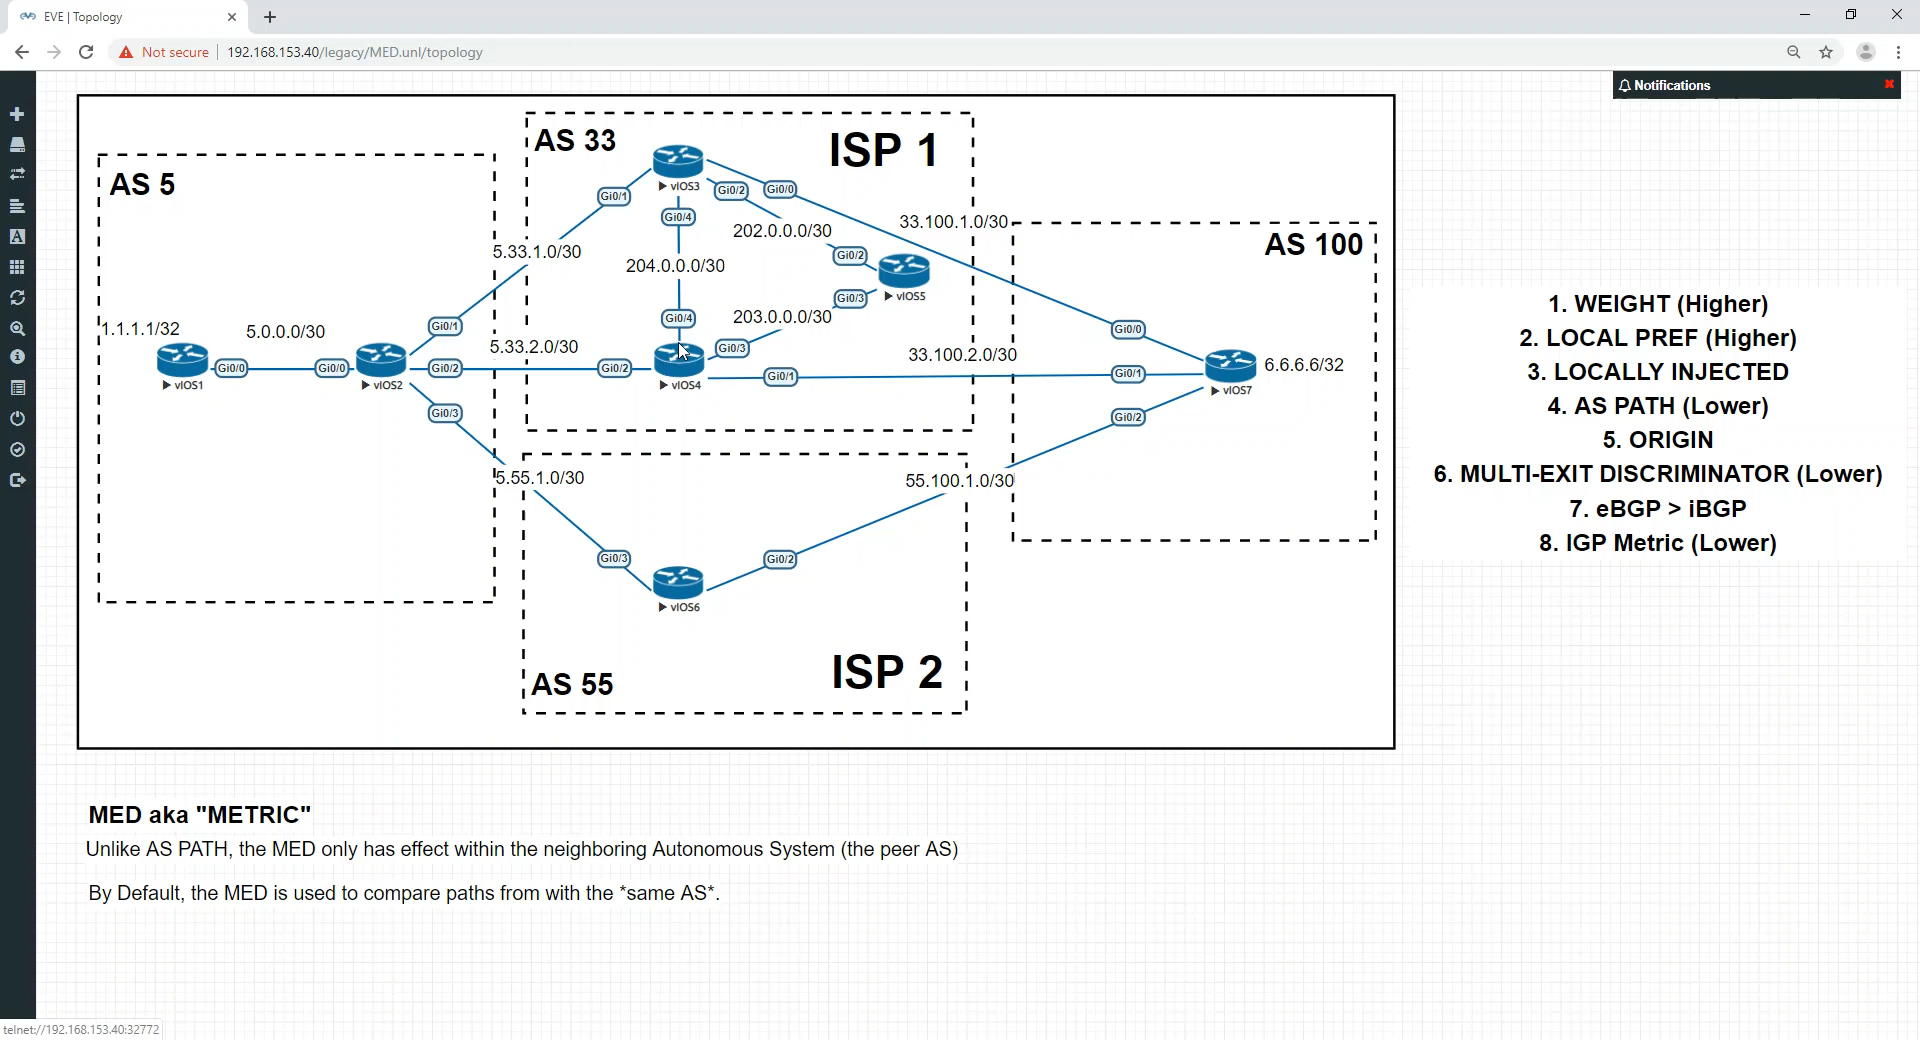 EVE | Topology
Not secure
192.168.153.40/legacy/MED.unl/topology
Notifications
AS 33
ISP 1
AS 5
vIOS3
Gi0/1
Gi0/2
Gi0/0
Gi0/4
33.100.1.0/30
202.0.0.0/30
AS 100
5.33.1.0/30
Gi0/2
204.0.0.0/30
vIOS5
Gi0/3
1.1.1.1/32
5.0.0.0/30
Gi0/1
Gi0/4
203.0.0.0/30
Gi0/0
5.33.2.0/30
Gi0/3
33.100.2.0/30
Gi0/0
Gi0/0
Gi0/2
Gi0/2
Gi0/1
Gi0/1
6.6.6.6/32
vIOS1
vIOS2
vIOS4
vIOS7
Gi0/3
Gi0/2
5.55.1.0/30
55.100.1.0/30
Gi0/3
Gi0/2
vIOS6
AS 55
ISP 2
1. WEIGHT (Higher)
2. LOCAL PREF (Higher)
3. LOCALLY INJECTED
4. AS PATH (Lower)
5. ORIGIN
6. MULTI-EXIT DISCRIMINATOR (Lower)
7. eBGP > iBGP
8. IGP Metric (Lower)
MED aka "METRIC"
Unlike AS PATH, the MED only has effect within the neighboring Autonomous System (the peer AS)
By Default, the MED is used to compare paths from with the *same AS*.
telnet://192.168.153.40:32772